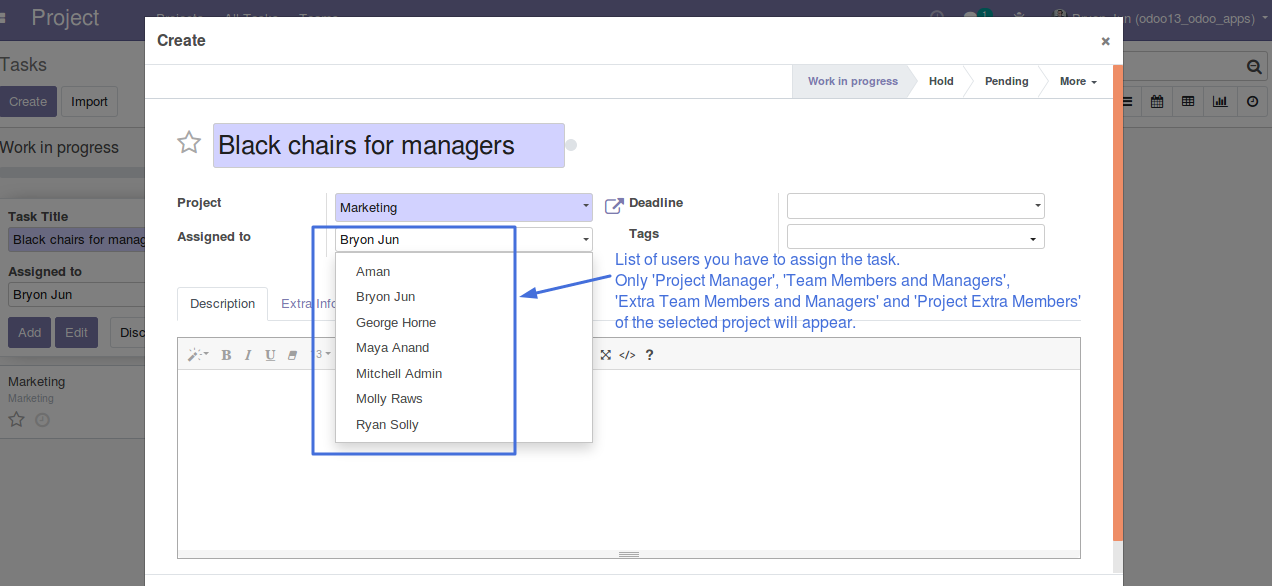 Project
Projects All Tasks Teams
1
(odoo13_odoo_apps)
Create
×
Tasks
Work in progress Hold Pending More
Create Import
Work in progress
Black chairs for managers
Project Marketing Deadline
Assigned to Bryon Jun Tags
Task Title
Black chairs for manag
Assigned to
Bryon Jun
Add Edit Disc
Marketing
Marketing
Aman
Bryon Jun
George Horne
Maya Anand
Mitchell Admin
Molly Raws
Ryan Solly
List of users you have to assign the task.
Only 'Project Manager', 'Team Members and Managers',
'Extra Team Members and Managers' and 'Project Extra Members'
of the selected project will appear.
Description Extra Info
B I U 13 </> ?